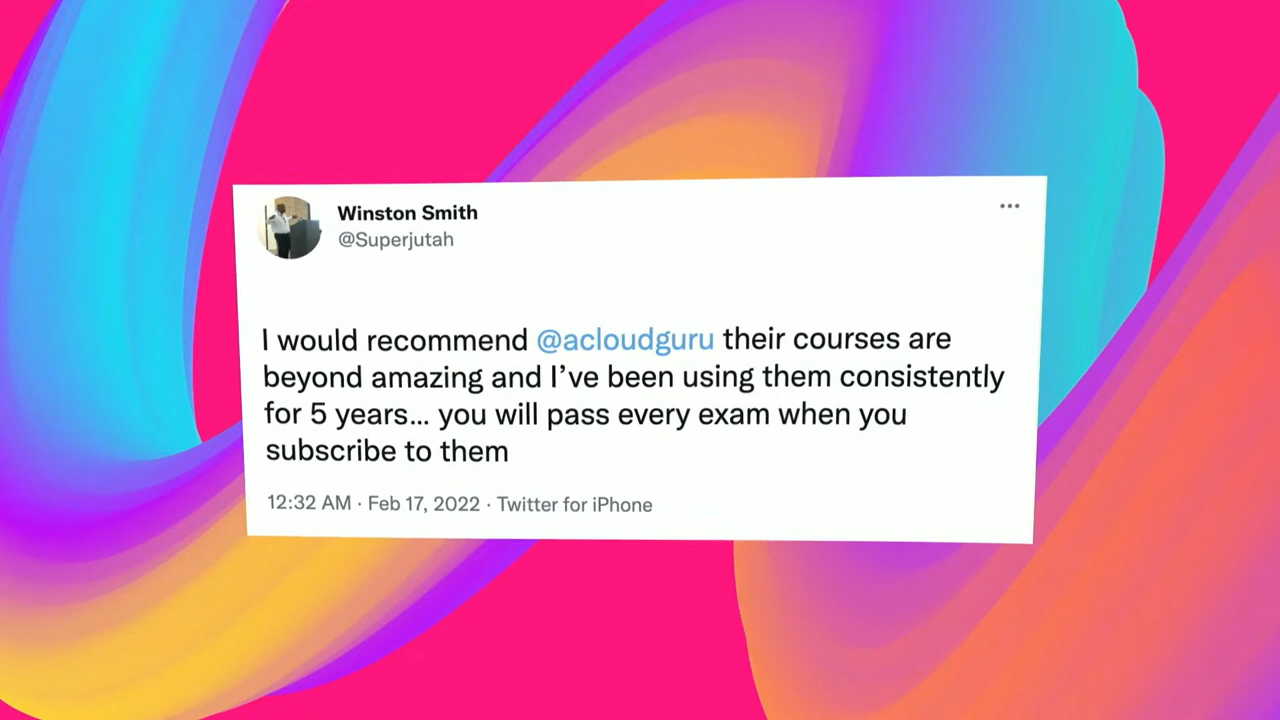 Winston Smith
@Superjutah
I would recommend @acloudguru their courses are
beyond amazing and I’ve been using them consistently
for 5 years... you will pass every exam when you
subscribe to them
12:32 AM · Feb 17, 2022 · Twitter for iPhone